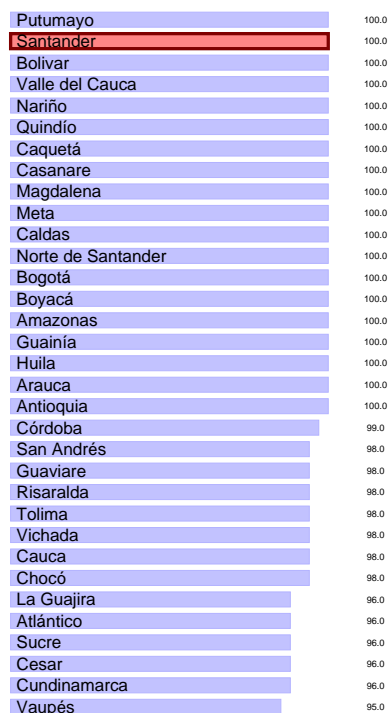 Putumayo 100.0
Santander 100.0
Bolivar 100.0
Valle del Cauca 100.0
Nariño 100.0
Quindío 100.0
Caquetá 100.0
Casanare 100.0
Magdalena 100.0
Meta 100.0
Caldas 100.0
Norte de Santander 100.0
Bogotá 100.0
Boyacá 100.0
Amazonas 100.0
Guainía 100.0
Huila 100.0
Arauca 100.0
Antioquia 100.0
Córdoba 99.0
San Andrés 98.0
Guaviare 98.0
Risaralda 98.0
Tolima 98.0
Vichada 98.0
Cauca 98.0
Chocó 98.0
La Guajira 96.0
Atlántico 96.0
Sucre 96.0
Cesar 96.0
Cundinamarca 96.0
Vaupés 95.0